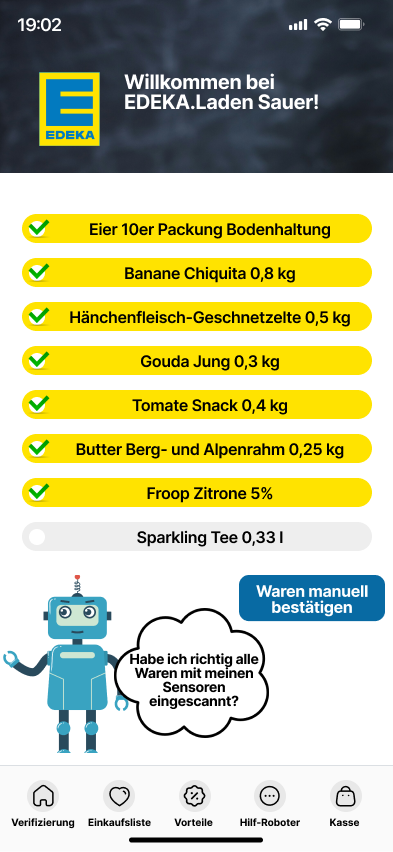 19:02
Willkommen bei
EDEKA.Laden Sauer!
E
EDEKA
Eier 10er Packung Bodenhaltung
Banane Chiquita 0,8 kg
Hänchenfleisch-Geschnetzelte 0,5 kg
Gouda Jung 0,3 kg
Tomate Snack 0,4 kg
Butter Berg- und Alpenrahm 0,25 kg
Froop Zitrone 5%
Sparkling Tee 0,33 l
Waren manuell
bestätigen
Habe ich richtig alle
Waren mit meinen
Sensoren
eingescannt?
Verifizierung Einkaufsliste Vorteile Hilf-Roboter Kasse